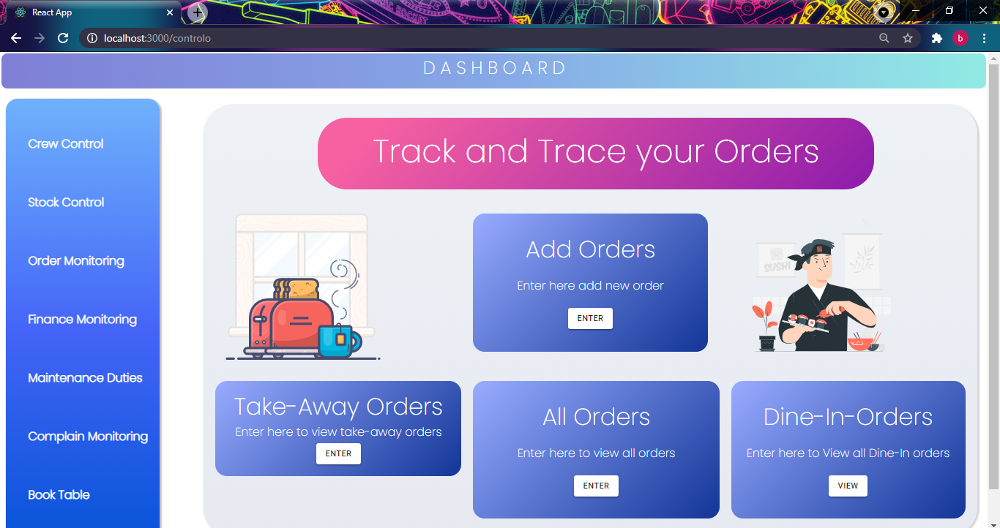 React App
localhost:3000/controlo
b
DASHBOARD
Crew Control
Stock Control
Order Monitoring
Finance Monitoring
Maintenance Duties
Complain Monitoring
Book Table
Track and Trace your Orders
Add Orders
Enter here add new order
ENTER
SUSHI
Take-Away Orders
Enter here to view take-away orders
ENTER
All Orders
Enter here to view all orders
ENTER
Dine-In-Orders
Enter here to View all Dine-In orders
VIEW